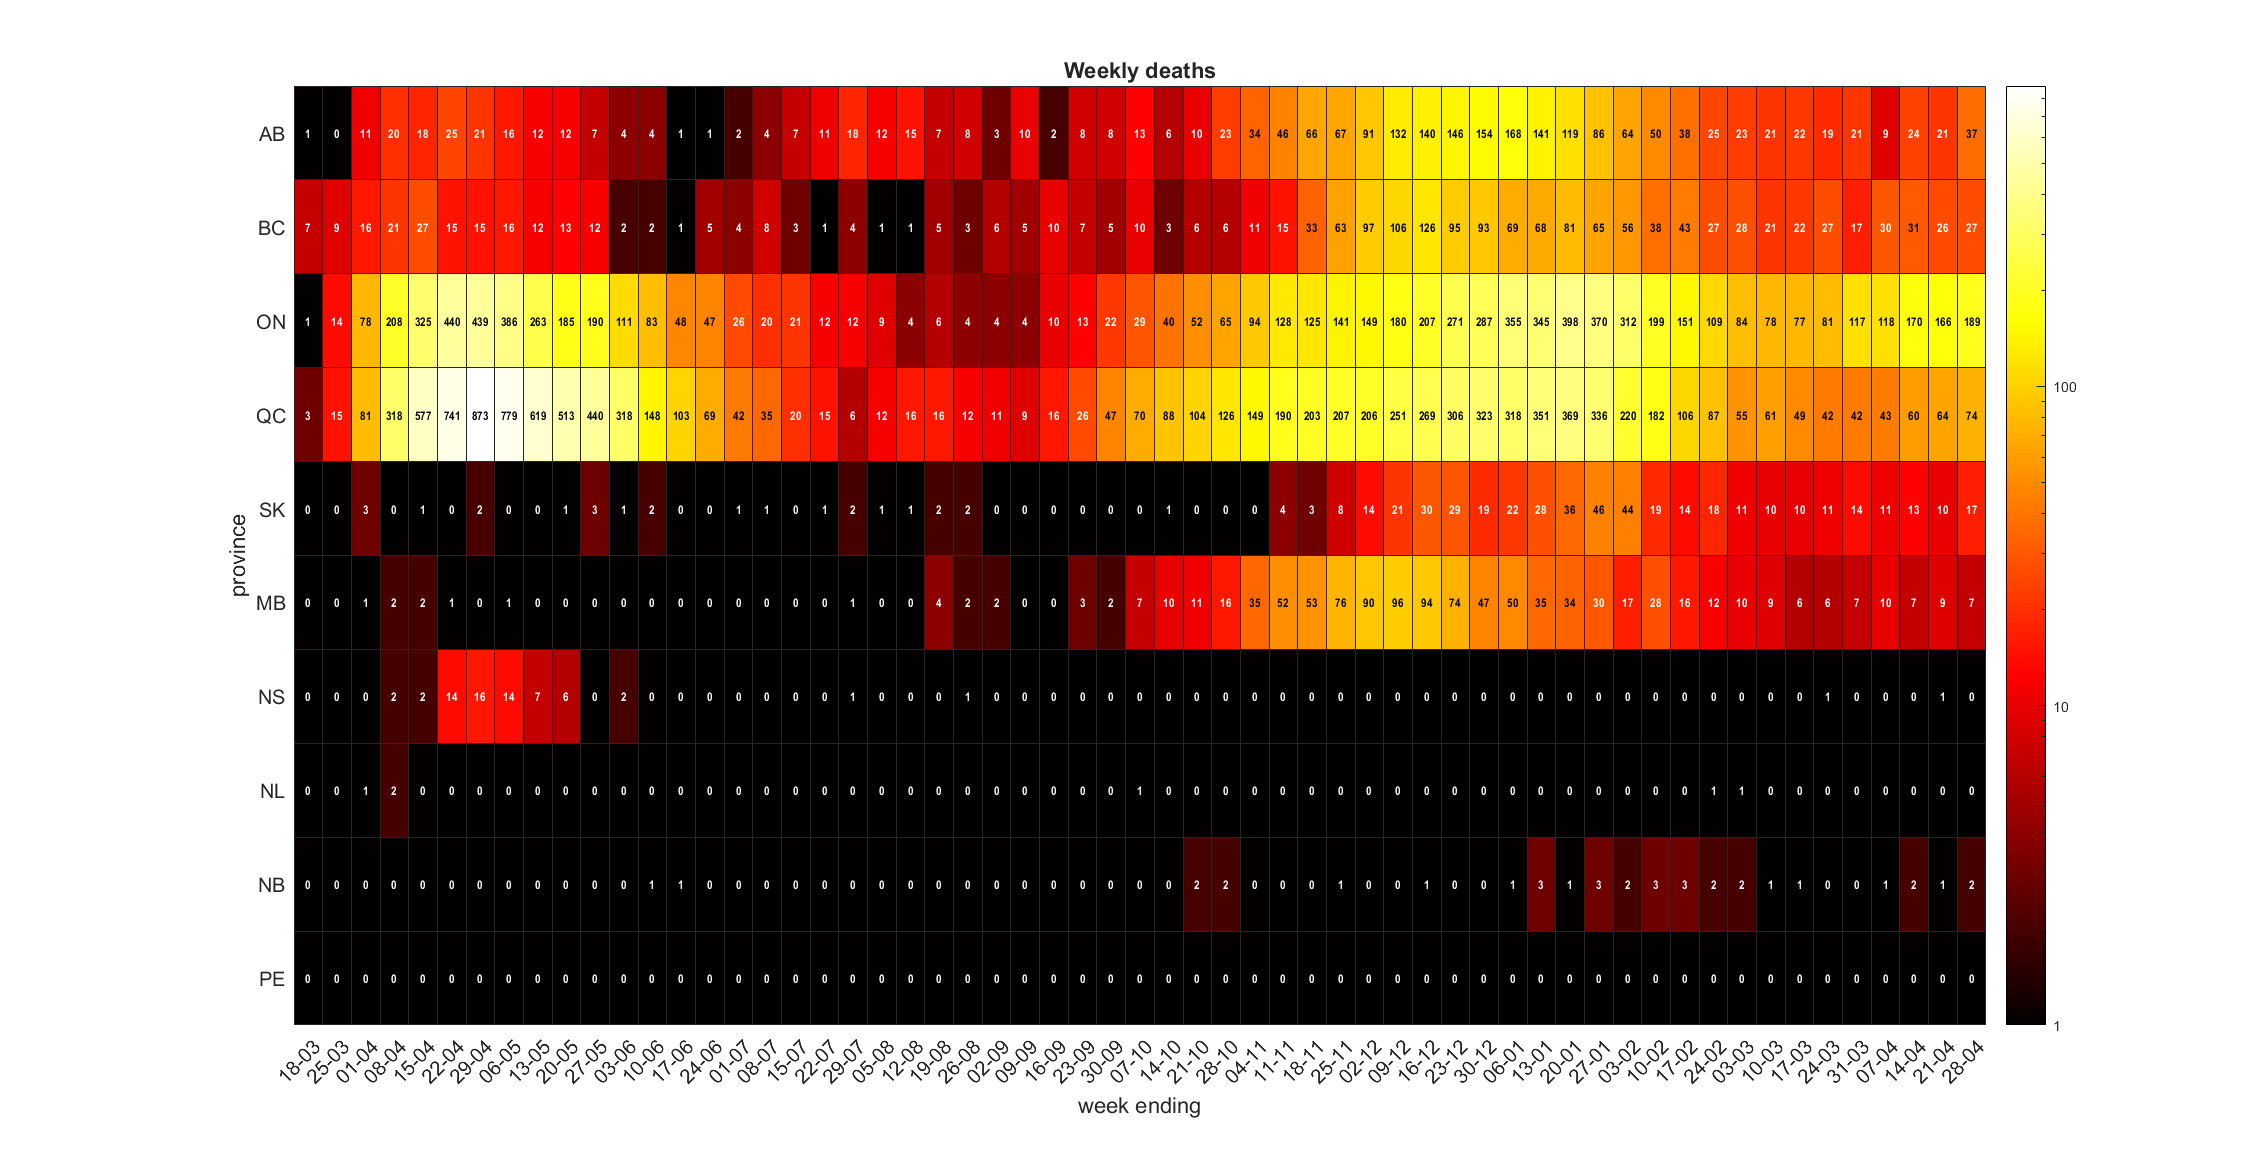 Weekly deaths
AB 1 0 11 20 18 25 21 16 12 12 7 4 4 1 1 2 4 7 11 18 12 15 7 8 3 10 2 8 8 13 6 10 23 34 46 66 67 91 132 140 146 154 168 141 119 86 64 50 38 25 23 21 22 19 21 9 24 21 37
BC 7 9 16 21 27 15 15 16 12 13 12 2 2 1 5 4 8 3 1 4 1 1 5 3 6 5 10 7 5 10 3 6 6 11 15 33 63 97 106 126 95 93 69 68 81 65 56 38 43 27 28 21 22 27 17 30 31 26 27
ON 1 14 78 208 325 440 439 386 263 185 190 111 83 48 47 26 20 21 12 12 9 4 6 4 4 4 10 13 22 29 40 52 65 94 128 125 141 149 180 207 271 287 355 345 398 370 312 199 151 109 84 78 77 81 117 118 170 166 189
QC 3 15 81 318 577 741 873 779 619 513 440 318 148 103 69 42 35 20 15 6 12 16 16 12 11 9 16 26 47 70 88 104 126 149 190 203 207 206 251 269 306 323 318 351 369 336 220 182 106 87 55 61 49 42 42 43 60 64 74
100
SK 0 0 3 0 1 0 2 0 0 1 3 1 2 0 0 1 1 0 1 2 1 1 2 2 0 0 0 0 0 0 1 0 0 0 4 3 8 14 21 30 29 19 22 28 36 46 44 19 14 18 11 10 10 11 14 11 13 10 17
province
MB 0 0 1 2 2 1 0 1 0 0 0 0 0 0 0 0 0 0 0 1 0 0 4 2 2 0 0 3 2 7 10 11 16 35 52 53 76 90 96 94 74 47 50 35 34 30 17 28 16 12 10 9 6 6 7 10 7 9 7
NS 0 0 0 2 2 14 16 14 7 6 0 2 0 0 0 0 0 0 0 1 0 0 0 1 0 0 0 0 0 0 0 0 0 0 0 0 0 0 0 0 0 0 0 0 0 0 0 0 0 0 0 0 0 1 0 0 0 1 0
10
NL 0 0 1 2 0 0 0 0 0 0 0 0 0 0 0 0 0 0 0 0 0 0 0 0 0 0 0 0 0 1 0 0 0 0 0 0 0 0 0 0 0 0 0 0 0 0 0 0 0 1 1 0 0 0 0 0 0 0 0
NB 0 0 0 0 0 0 0 0 0 0 0 0 1 1 0 0 0 0 0 0 0 0 0 0 0 0 0 0 0 0 0 2 2 0 0 0 1 0 0 1 0 0 1 3 1 3 2 3 3 2 2 1 1 0 0 1 2 1 2
PE 0 0 0 0 0 0 0 0 0 0 0 0 0 0 0 0 0 0 0 0 0 0 0 0 0 0 0 0 0 0 0 0 0 0 0 0 0 0 0 0 0 0 0 0 0 0 0 0 0 0 0 0 0 0 0 0 0 0 0
1
18-03 25-03 01-04 08-04 15-04 22-04 29-04 06-05 13-05 20-05 27-05 03-06 10-06 17-06 24-06 01-07 08-07 15-07 22-07 29-07 05-08 12-08 19-08 26-08 02-09 09-09 16-09 23-09 30-09 07-10 14-10 21-10 28-10 04-11 11-11 18-11 25-11 02-12 09-12 16-12 23-12 30-12 06-01 13-01 20-01 27-01 03-02 10-02 17-02 24-02 03-03 10-03 17-03 24-03 31-03 07-04 14-04 21-04 28-04
week ending